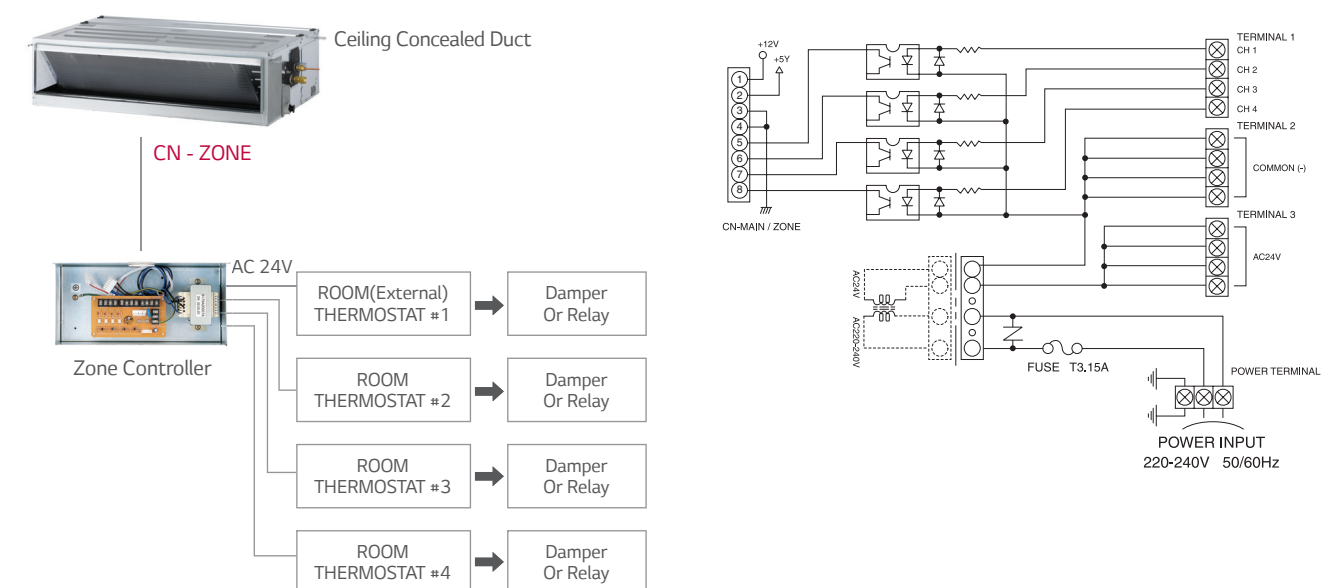 Ceiling Concealed Duct
CN - ZONE
AC 24V
Zone Controller
ROOM(External)
THERMOSTAT #1
Damper
Or Relay
ROOM
THERMOSTAT #2
Damper
Or Relay
ROOM
THERMOSTAT #3
Damper
Or Relay
ROOM
THERMOSTAT #4
Damper
Or Relay
+12V
+5Y
1
2
3
4
5
6
7
8
CN-MAIN / ZONE
TERMINAL 1
CH 1
CH 2
CH 3
CH 4
TERMINAL 2
COMMON (-)
TERMINAL 3
AC24V
AC24V
AC220-240V
FUSE T3.15A
POWER TERMINAL
POWER INPUT
220-240V 50/60Hz